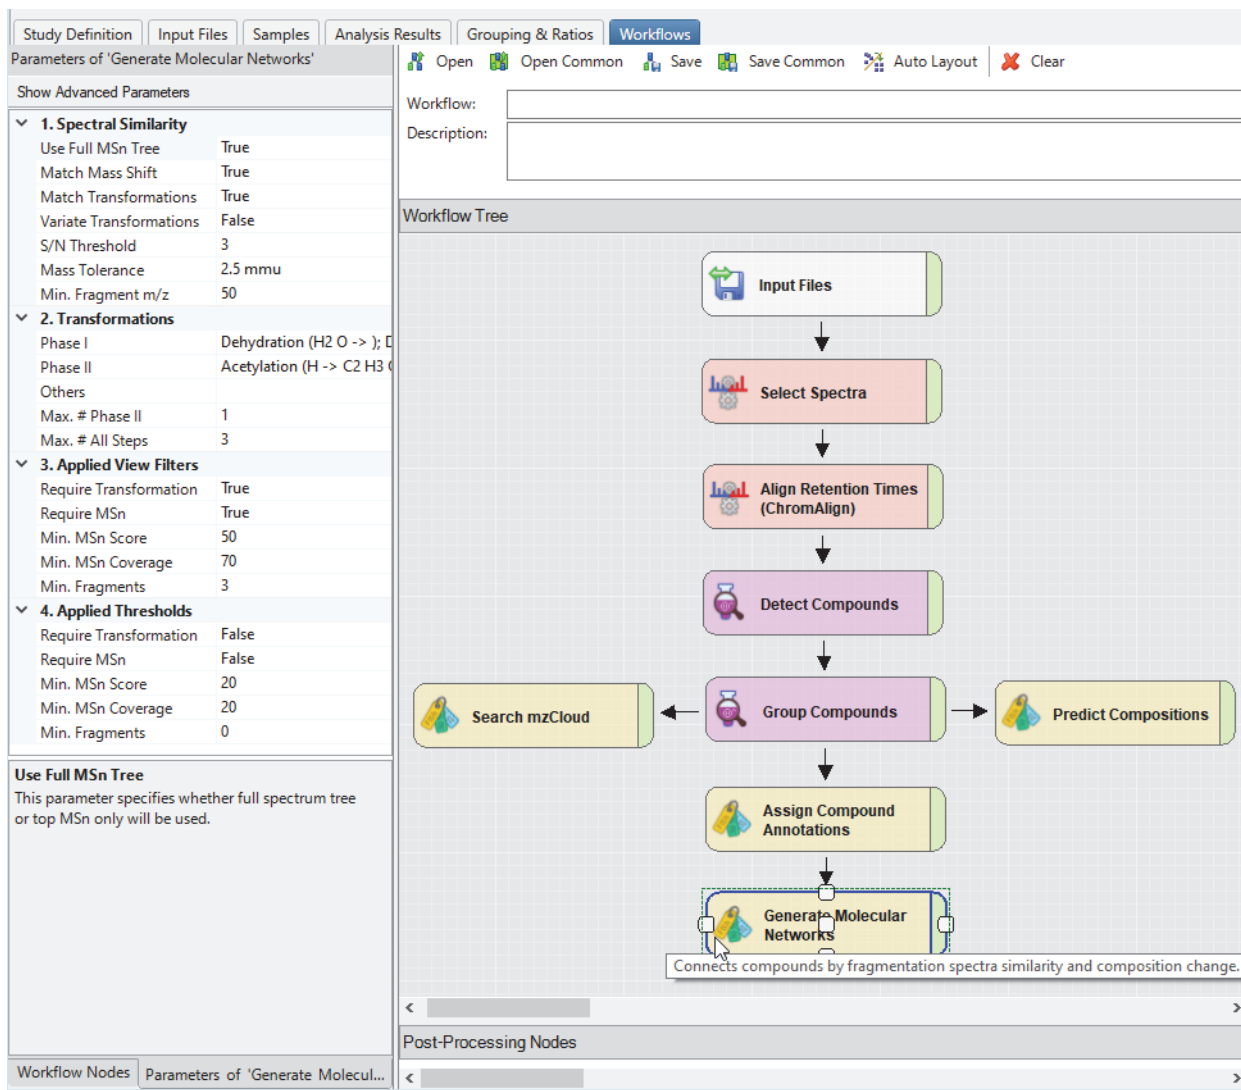 Study Definition
Input Files
Samples
Analysis Results
Grouping & Ratios
Workflows
Parameters of 'Generate Molecular Networks'
Show Advanced Parameters
1. Spectral Similarity
Use Full MSn Tree True
Match Mass Shift True
Match Transformations True
Variate Transformations False
S/N Threshold 3
Mass Tolerance 2.5 mmu
Min. Fragment m/z 50
2. Transformations
Phase I Dehydration (H2 O -> );
Phase II Acetylation (H -> C2 H3
Others
Max. # Phase II 1
Max. # All Steps 3
3. Applied View Filters
Require Transformation True
Require MSn True
Min. MSn Score 50
Min. MSn Coverage 70
Min. Fragments 3
4. Applied Thresholds
Require Transformation False
Require MSn False
Min. MSn Score 20
Min. MSn Coverage 20
Min. Fragments 0
Use Full MSn Tree
This parameter specifies whether full spectrum tree
or top MSn only will be used.
Workflow Nodes
Parameters of 'Generate Molecul...
Open
Open Common
Save
Save Common
Auto Layout
Clear
Workflow:
Description:
Workflow Tree
Input Files
Select Spectra
Align Retention Times
(ChromAlign)
Detect Compounds
Search mzCloud
Group Compounds
Predict Compositions
Assign Compound
Annotations
Generate Molecular
Networks
Connects compounds by fragmentation spectra similarity and composition change.
Post-Processing Nodes